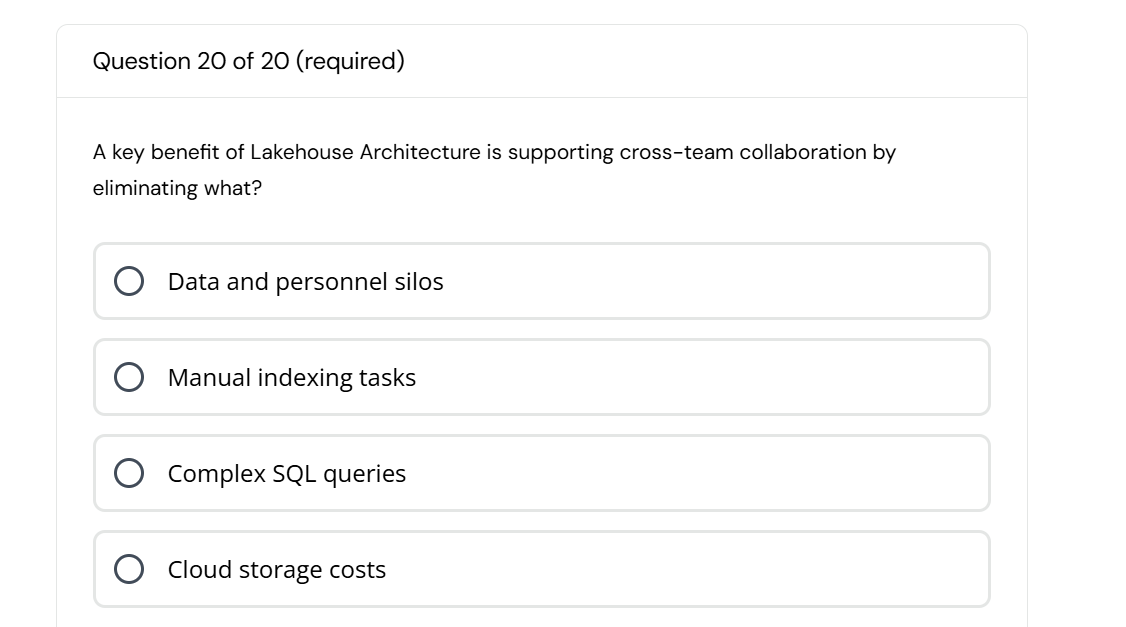 Question 20 of 20 (required)
A key benefit of Lakehouse Architecture is supporting cross-team collaboration by
eliminating what?
Data and personnel silos
Manual indexing tasks
Complex SQL queries
Cloud storage costs